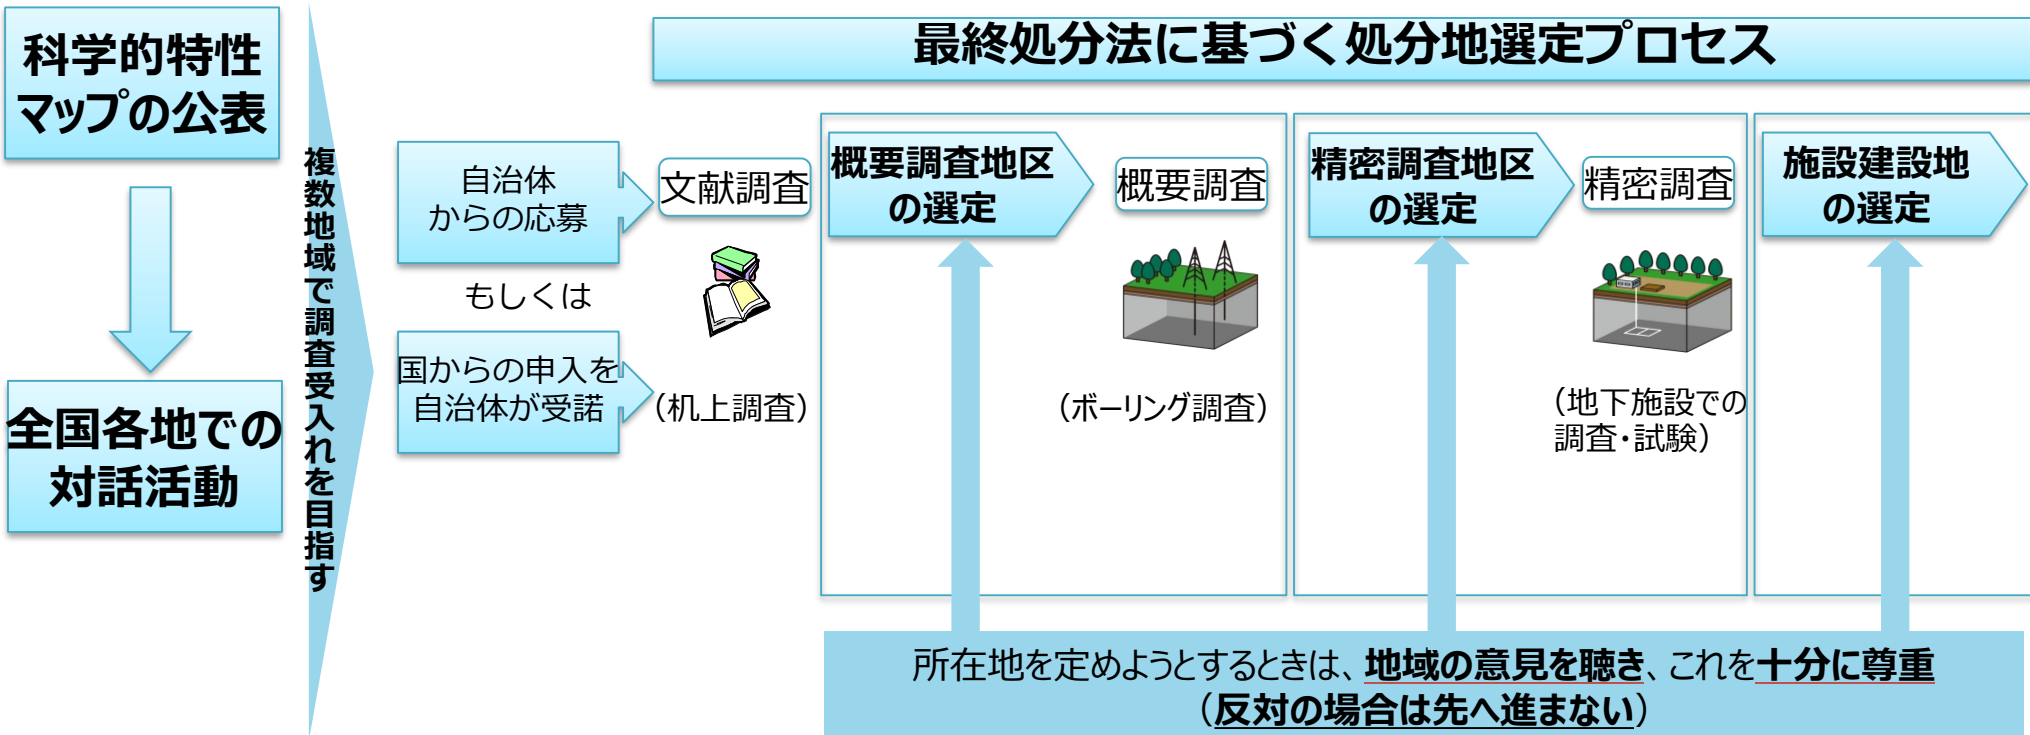 科学的特性
マップの公表
全国各地での
対話活動
複数地域で調査受入れを目指す
最終処分法に基づく処分地選定プロセス
自治体
からの応募
もしくは
国からの申入を
自治体が受諾
文献調査
（机上調査）
概要調査地区
の選定
概要調査
（ボーリング調査）
精密調査地区
の選定
精密調査
（地下施設での
調査・試験）
施設建設地
の選定
所在地を定めようとするときは、地域の意見を聴き、これを十分に尊重
（反対の場合は先へ進まない）